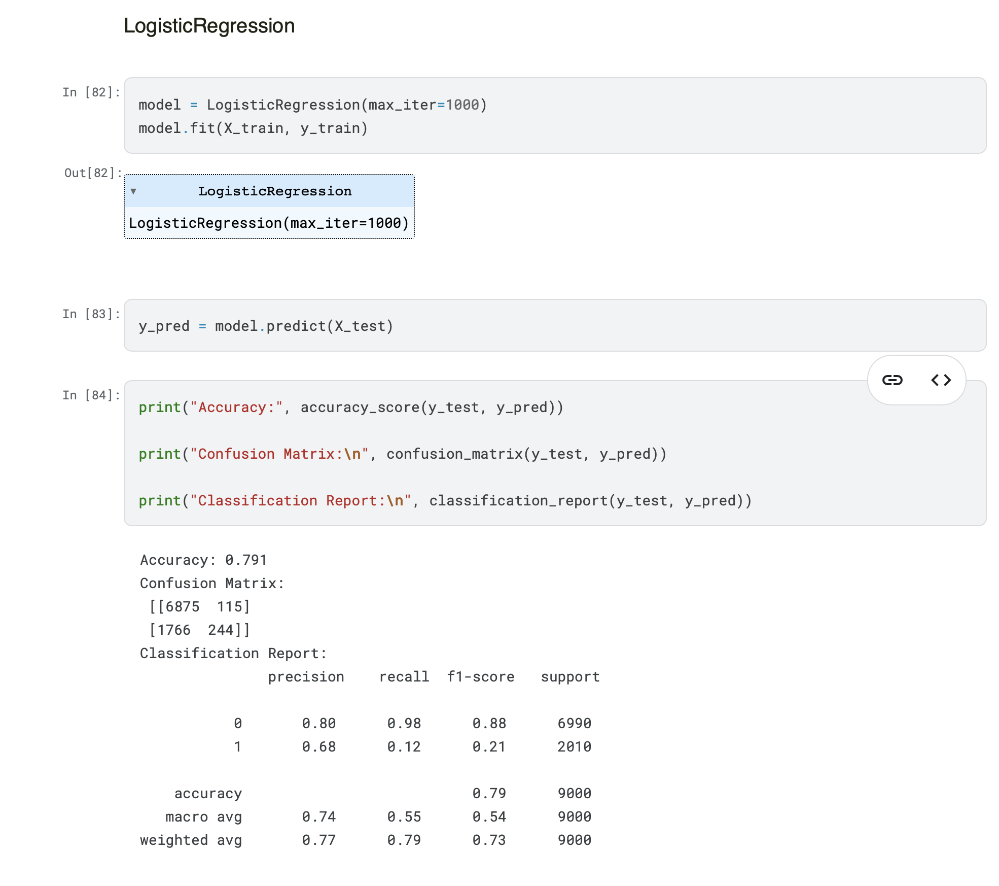 LogisticRegression
In [82]:
model = LogisticRegression(max_iter=1000)
model.fit(X_train, y_train)
Out[82]:
▼ LogisticRegression
LogisticRegression(max_iter=1000)
In [83]:
y_pred = model.predict(X_test)
In [84]:
print("Accuracy:", accuracy_score(y_test, y_pred))
print("Confusion Matrix:\n", confusion_matrix(y_test, y_pred))
print("Classification Report:\n", classification_report(y_test, y_pred))
Accuracy: 0.791
Confusion Matrix:
[[6875  115]
[1766  244]]
Classification Report:
precision    recall  f1-score   support
0       0.80      0.98      0.88      6990
1       0.68      0.12      0.21      2010
accuracy                           0.79      9000
macro avg       0.74      0.55      0.54      9000
weighted avg       0.77      0.79      0.73      9000